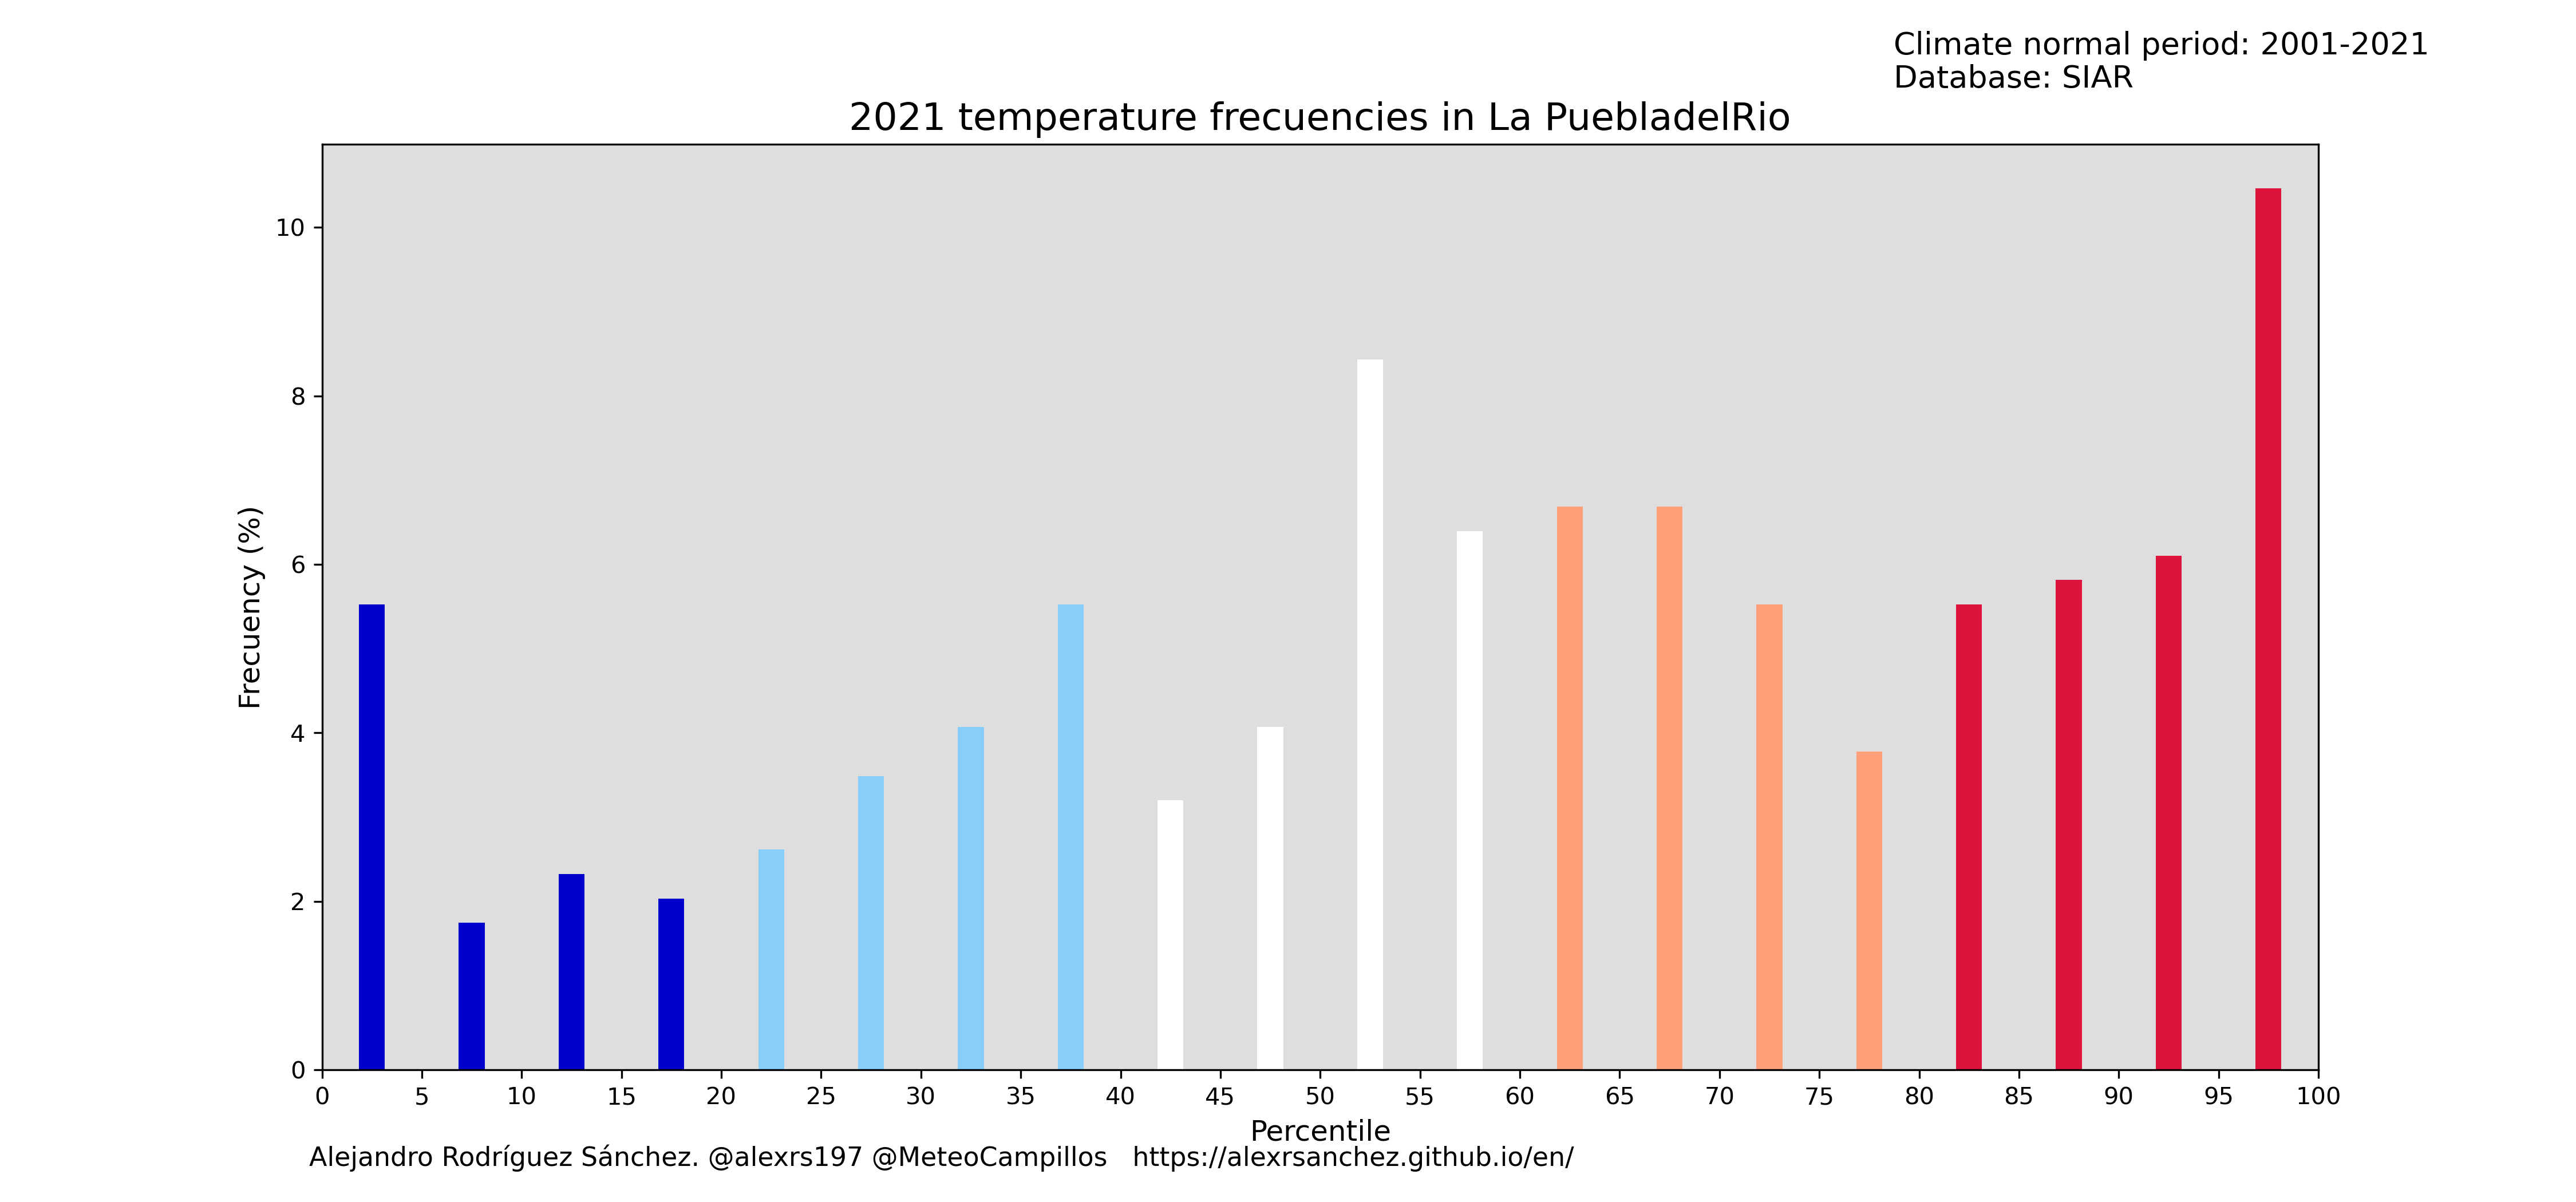 Climate normal period: 2001-2021
Database: SIAR
2021 temperature frecuencies in La PuebladelRio
Frecuency (%)
10
8
6
4
2
0
0 5 10 15 20 25 30 35 40 45 50 55 60 65 70 75 80 85 90 95 100
Percentile
Alejandro Rodríguez Sánchez. @alexrs197 @MeteoCampillos https://alexrsanchez.github.io/en/